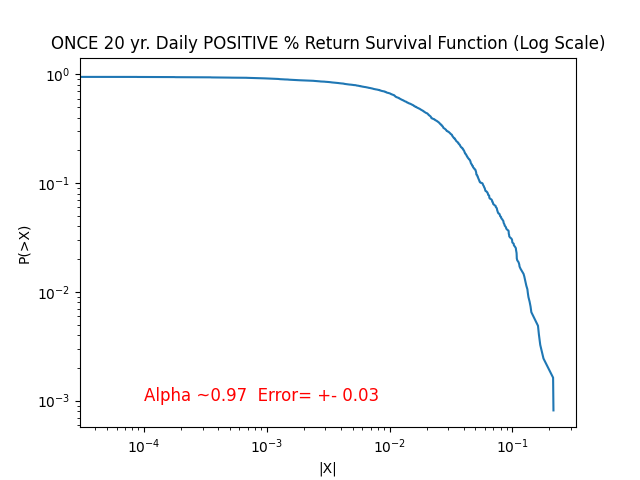 ONCE 20 yr. Daily POSITIVE % Return Survival Function (Log Scale)
10⁰
10⁻¹
10⁻²
10⁻³
P(>X)
Alpha ~0.97  Error= +- 0.03
10⁻⁴ 10⁻³ 10⁻² 10⁻¹
|X|